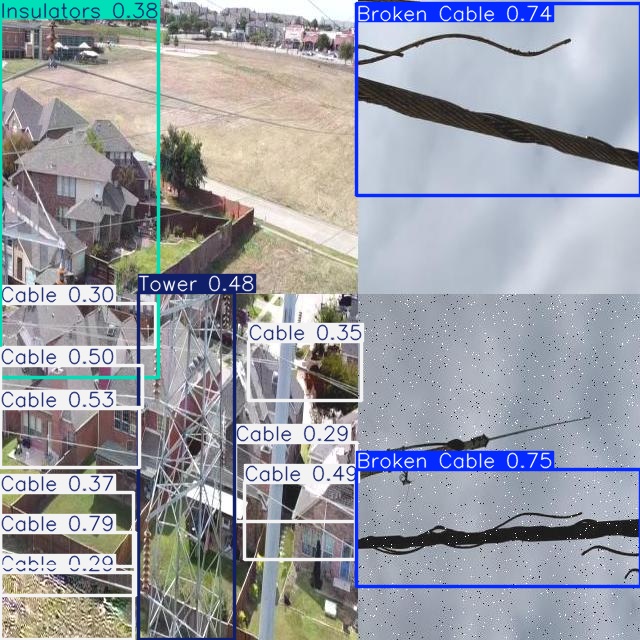 Insulators 0.38
Broken Cable 0.74
Tower 0.48
Cable 0.30
Cable 0.35
Cable 0.50
Cable 0.53
Cable 0.29
Broken Cable 0.75
Cable 0.49
Cable 0.37
Cable 0.79
Cable 0.29